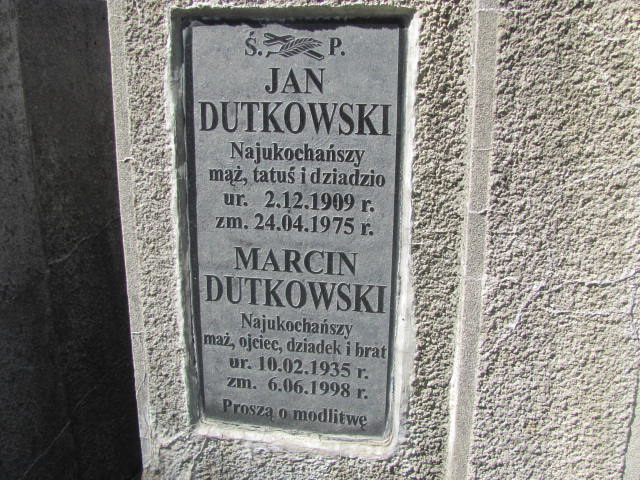 Ś. P.
JAN
DUTKOWSKI
Najukochańszy
mąż, tatuś i dziadzio
ur. 2.12.1909 r.
zm. 24.04.1975 r.
MARCIN
DUTKOWSKI
Najukochańszy
maż, ojciec, dziadek i brat
ur. 10.02.1935 r.
zm. 6.06.1998 r.
Proszą o modlitwę